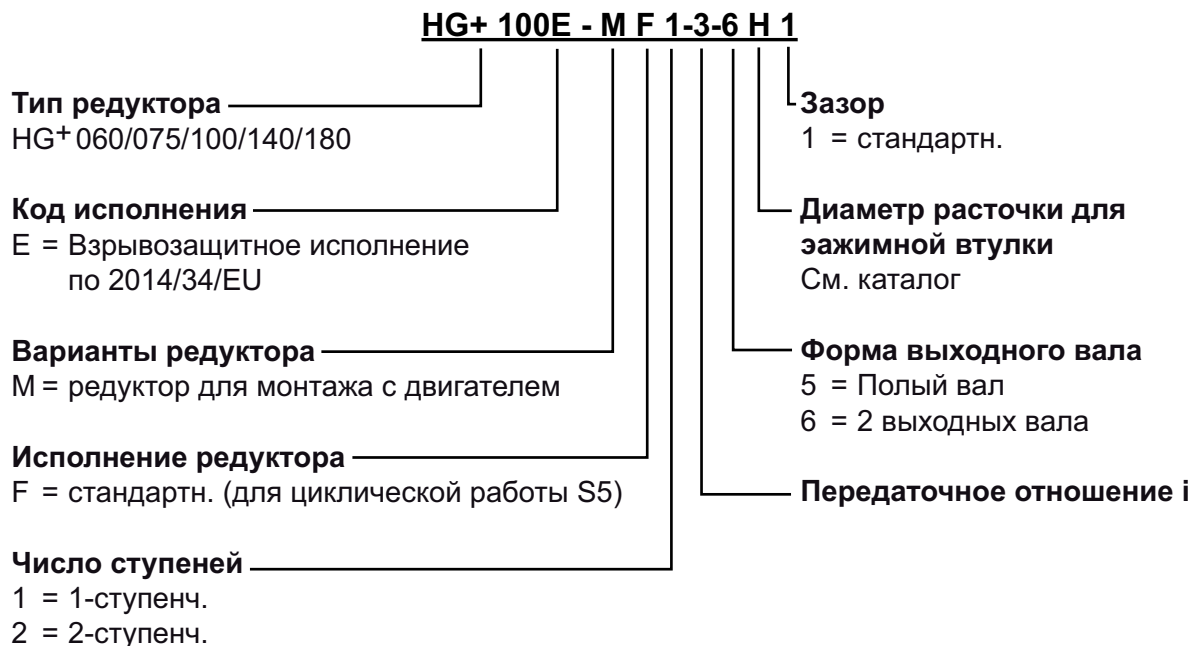 HG+ 100E - M F 1-3-6 H 1
Тип редуктора
HG+ 060/075/100/140/180
Код исполнения
E = Взрывозащитное исполнение
по 2014/34/EU
Варианты редуктора
M = редуктор для монтажа с двигателем
Исполнение редуктора
F = стандартн. (для циклической работы S5)
Число ступеней
1 = 1-ступенч.
2 = 2-ступенч.
Зазор
1 = стандартн.
Диаметр расточки для
эажимной втулки
См. каталог
Форма выходного вала
5 = Полый вал
6 = 2 выходных вала
Передаточное отношение i